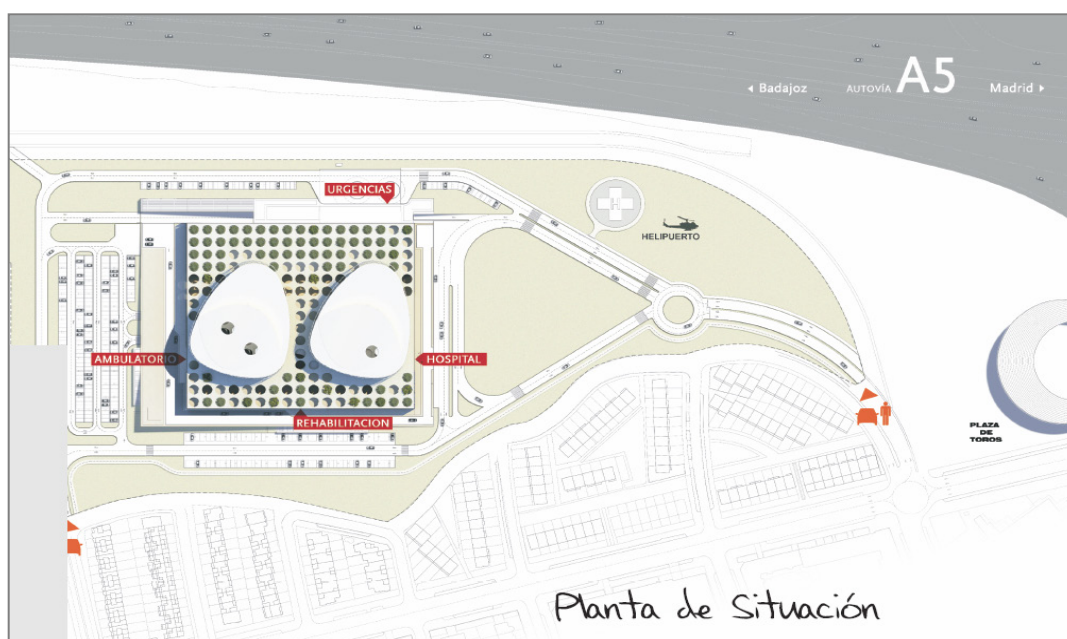 A5
◂ Badajoz AUTOVÍA Madrid ▸
URGENCIAS
H
HELIPUERTO
AMBULATORIO
HOSPITAL
REHABILITACION
PLAZA
DE
TOROS
Planta de Situación